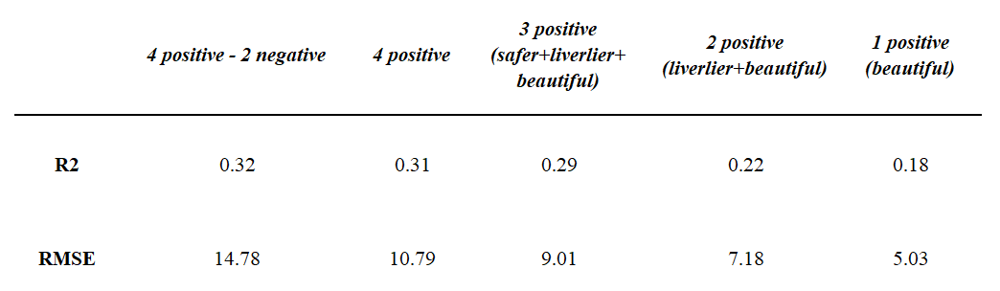 4 positive - 2 negative
4 positive
3 positive
(safer+liverlier+
beautiful)
2 positive
(liverlier+beautiful)
1 positive
(beautiful)
R2 0.32 0.31 0.29 0.22 0.18
RMSE 14.78 10.79 9.01 7.18 5.03